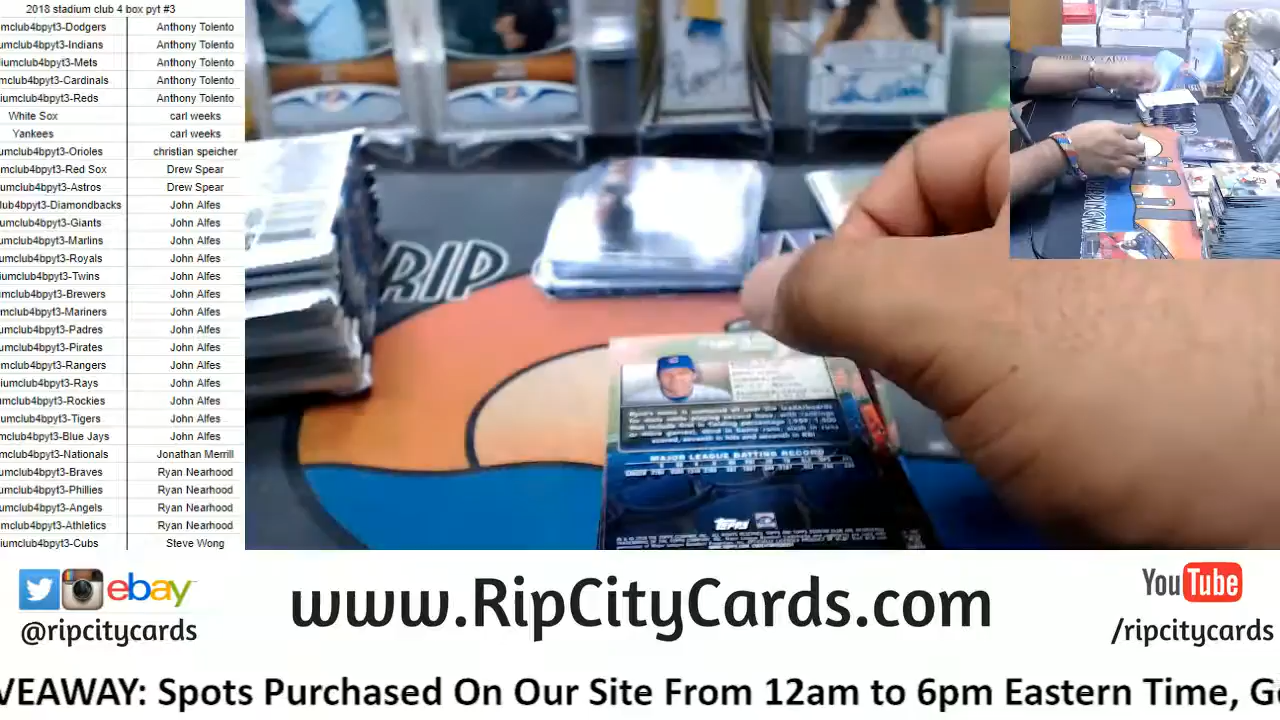 2018 stadium club 4 box pyt #3
mclub4bpyt3-Dodgers Anthony Tolento
umclub4bpyt3-Indians Anthony Tolento
iumclub4bpyt3-Mets Anthony Tolento
mclub4bpyt3-Cardinals Anthony Tolento
iumclub4bpyt3-Reds Anthony Tolento
White Sox carl weeks
Yankees carl weeks
umclub4bpyt3-Orioles christian speicher
mclub4bpyt3-Red Sox Drew Spear
umclub4bpyt3-Astros Drew Spear
lub4bpyt3-Diamondbacks John Alfes
umclub4bpyt3-Giants John Alfes
umclub4bpyt3-Marlins John Alfes
umclub4bpyt3-Royals John Alfes
iumclub4bpyt3-Twins John Alfes
mclub4bpyt3-Brewers John Alfes
mclub4bpyt3-Mariners John Alfes
umclub4bpyt3-Padres John Alfes
umclub4bpyt3-Pirates John Alfes
mclub4bpyt3-Rangers John Alfes
iumclub4bpyt3-Rays John Alfes
mclub4bpyt3-Rockies John Alfes
umclub4bpyt3-Tigers John Alfes
mclub4bpyt3-Blue Jays John Alfes
mclub4bpyt3-Nationals Jonathan Merrill
umclub4bpyt3-Braves Ryan Nearhood
mclub4bpyt3-Phillies Ryan Nearhood
umclub4bpyt3-Angels Ryan Nearhood
mclub4bpyt3-Athletics Ryan Nearhood
iumclub4bpyt3-Cubs Wong
RIP
MAJOR LEAGUE BATTING RECORD
TOPPS
ebay
@ripcitycards
www.RipCityCards.com
YouTube
/ripcitycards
VEAWAY: Spots Purchased On Our Site From 12am to 6pm Eastern Time, G